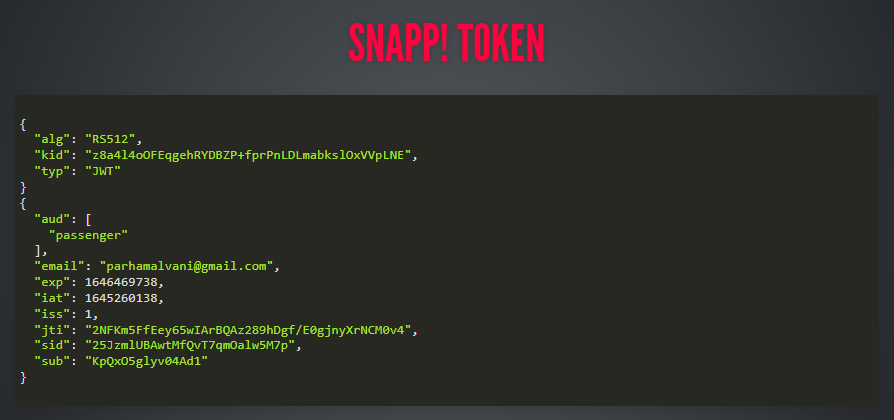 SNAPP! TOKEN
{
"alg": "RS512",
"kid": "z8a4l4oOFEqgehRYDBZP+fprPnLDLmabkslOxVVpLNE",
"typ": "JWT"
}
{
"aud": [
"passenger"
],
"email": "parhamalvani@gmail.com",
"exp": 1646469738,
"iat": 1645260138,
"iss": 1,
"jti": "2NFKm5FfEey65wIArBQAz289hDgf/E0gjnyXrNCM0v4",
"sid": "25JzmlUBAwtMfQvT7qmOalw5M7p",
"sub": "KpQxO5glyv04Ad1"
}